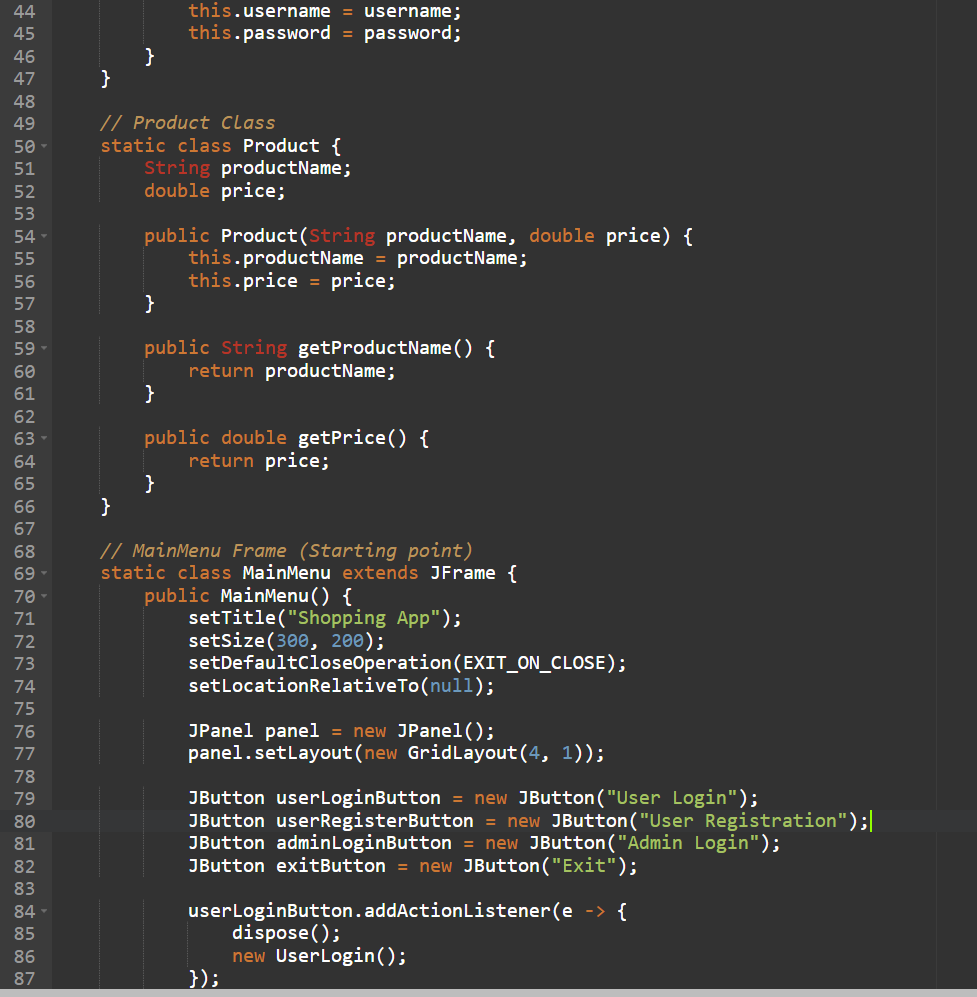 44 this.username = username;
45 this.password = password;
46 }
47 }
48
49 // Product Class
50 static class Product {
51 String productName;
52 double price;
53
54 public Product(String productName, double price) {
55 this.productName = productName;
56 this.price = price;
57 }
58
59 public String getProductName() {
60 return productName;
61 }
62
63 public double getPrice() {
64 return price;
65 }
66 }
67
68 // MainMenu Frame (Starting point)
69 static class MainMenu extends JFrame {
70 public MainMenu() {
71 setTitle("Shopping App");
72 setSize(300, 200);
73 setDefaultCloseOperation(EXIT_ON_CLOSE);
74 setLocationRelativeTo(null);
75
76 JPanel panel = new JPanel();
77 panel.setLayout(new GridLayout(4, 1));
78
79 JButton userLoginButton = new JButton("User Login");
80 JButton userRegisterButton = new JButton("User Registration");
81 JButton adminLoginButton = new JButton("Admin Login");
82 JButton exitButton = new JButton("Exit");
83
84 userLoginButton.addActionListener(e -> {
85 dispose();
86 new UserLogin();
87 });